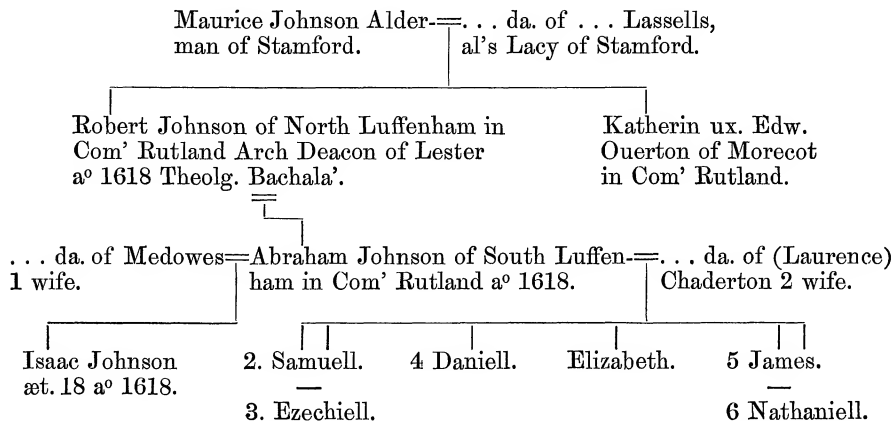 Maurice Johnson Alder-=. . . da. of . . . Lassells,
man of Stamford. al's Lacy of Stamford.
Robert Johnson of North Luffenham in
Com' Rutland Arch Deacon of Lester
aº 1618 Theolg. Bachala'.
Katherin ux. Edw.
Ouerton of Morecot
in Com' Rutland.
. . . da. of Medowes=Abraham Johnson of South Luffen-=. . . da. of (Laurence)
1 wife. ham in Com' Rutland aº 1618. Chaderton 2 wife.
Isaac Johnson
æt. 18 aº 1618.
2. Samuell.
3. Ezechiell.
4 Daniell.
Elizabeth.
5 James.
6 Nathaniell.